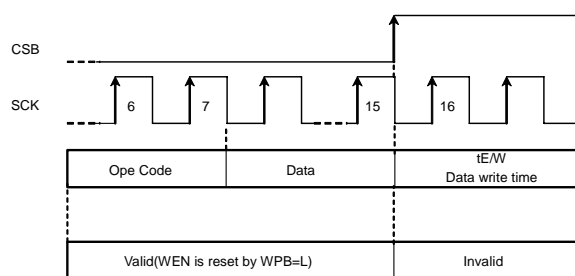 CSB
SCK
6
7
15
16
Ope Code
Data
tE/W
Data write time
Valid(WEN is reset by WPB=L)
Invalid